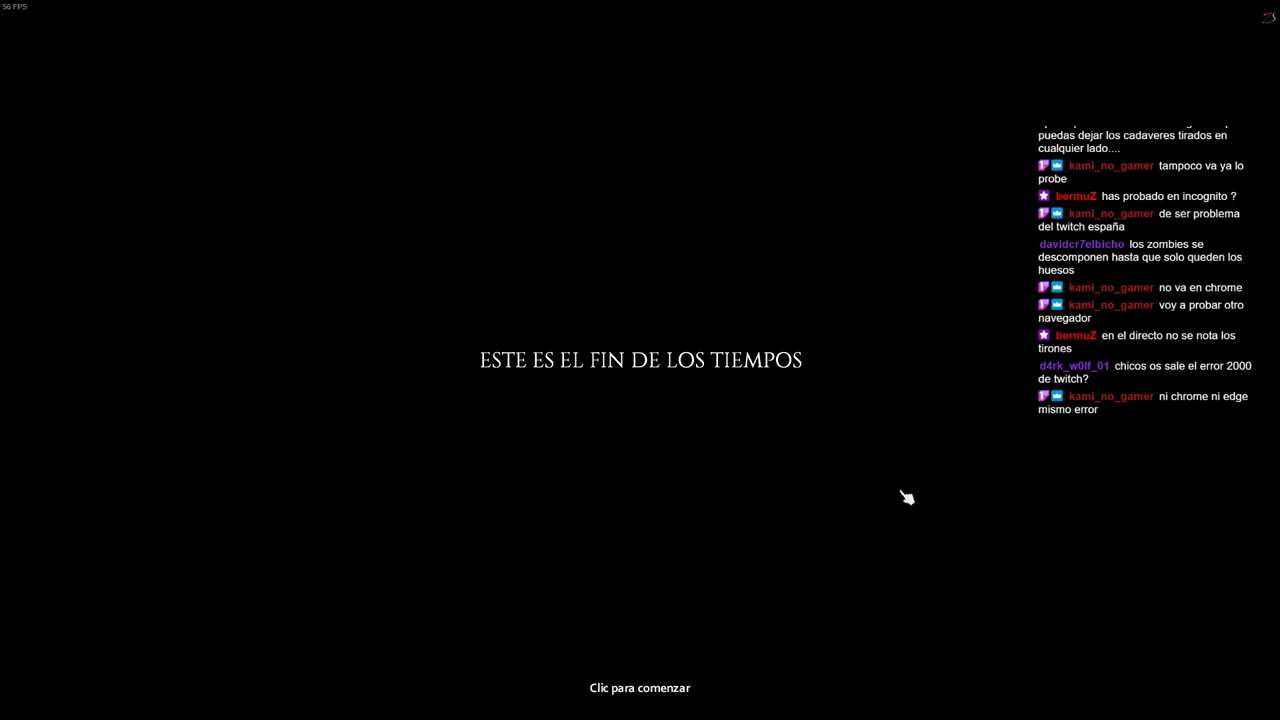 56 FPS
puedas dejar los cadaveres tirados en
cualquier lado....
kami_no_gamer tampoco va ya lo
probe
bermuZ has probado en incognito ?
kami_no_gamer de ser problema
del twitch españa
davidcr7elbicho los zombies se
descomponen hasta que solo queden los
huesos
kami_no_gamer no va en chrome
kami_no_gamer voy a probar otro
navegador
bermuZ en el directo no se nota los
tirones
d4rk_w0lf_01 chicos os sale el error 2000
de twitch?
kami_no_gamer ni chrome ni edge
mismo error
ESTE ES EL FIN DE LOS TIEMPOS
Clic para comenzar